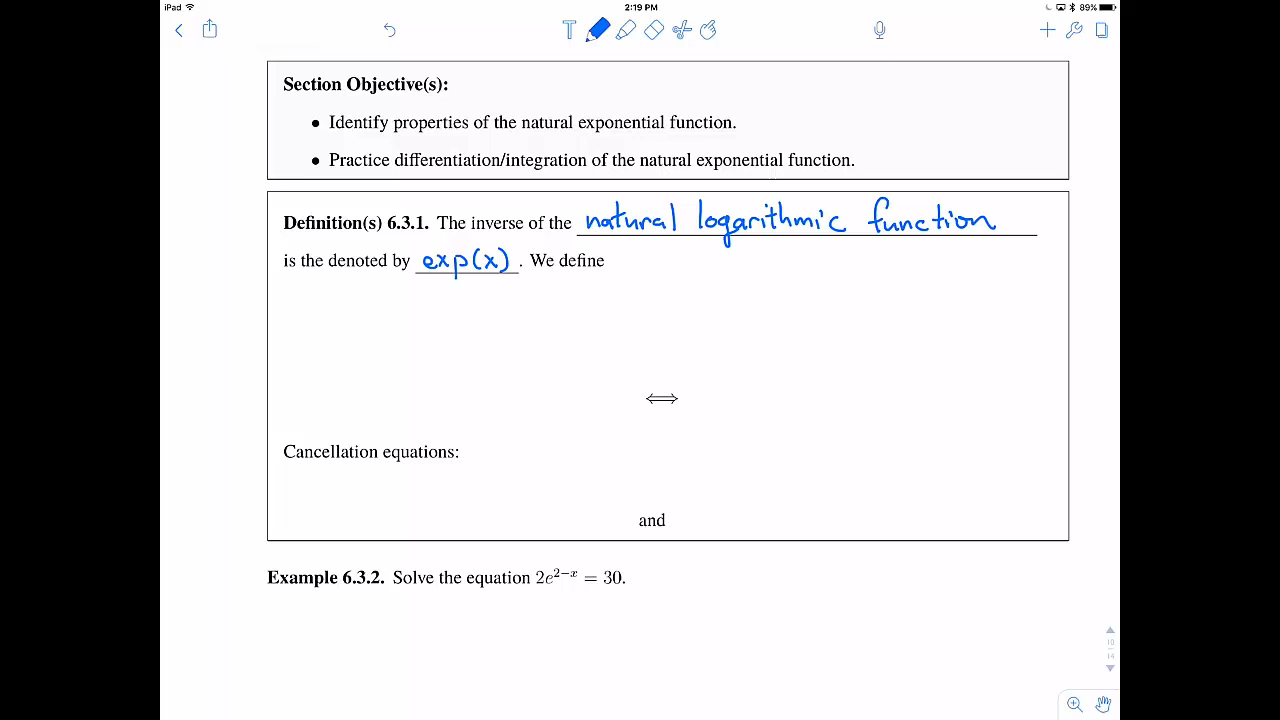 iPad
2:19 PM
89%
T
Section Objective(s):
• Identify properties of the natural exponential function.
• Practice differentiation/integration of the natural exponential function.
Definition(s) 6.3.1. The inverse of the natural logarithmic function
is the denoted by exp(x). We define
⟺
Cancellation equations:
and
Example 6.3.2. Solve the equation 2e^{2−x} = 30.
10
14